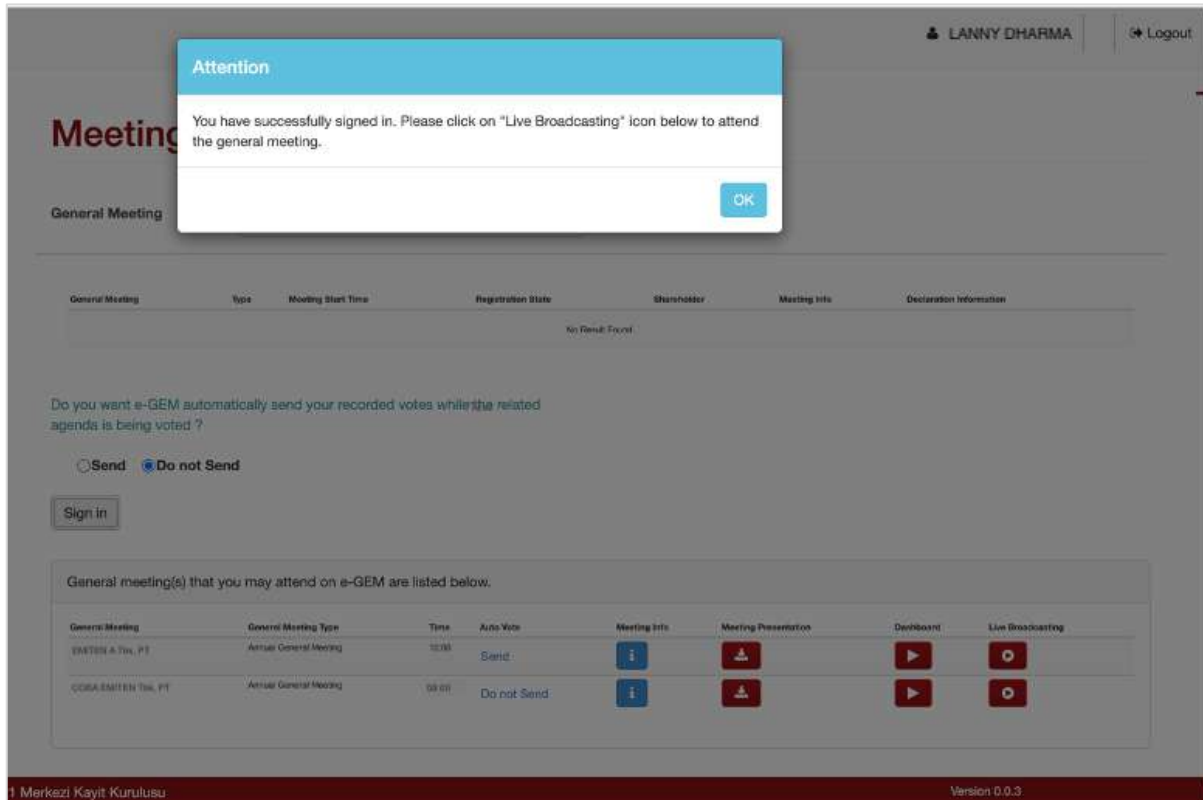 LANNY DHARMA
Logout
Attention
You have successfully signed in. Please click on "Live Broadcasting" icon below to attend
the general meeting.
OK
Meeting
General Meeting
General Meeting Type Meeting Start Time Registration State Shareholder Meeting Info Declaration Information
No Result Found
Do you want e-GEM automatically send your recorded votes while the related
agenda is being voted ?
Send Do not Send
Sign in
General meeting(s) that you may attend on e-GEM are listed below.
General Meeting General Meeting Type Time Auto Vote Meeting Info Meeting Presentation Dashboard Live Broadcasting
EMITEN A Tbk, PT Annual General Meeting Send
COBA EMITEN Tbk, PT Annual General Meeting Do not Send
1 Merkezi Kayit Kurulusu Version 0.0.3